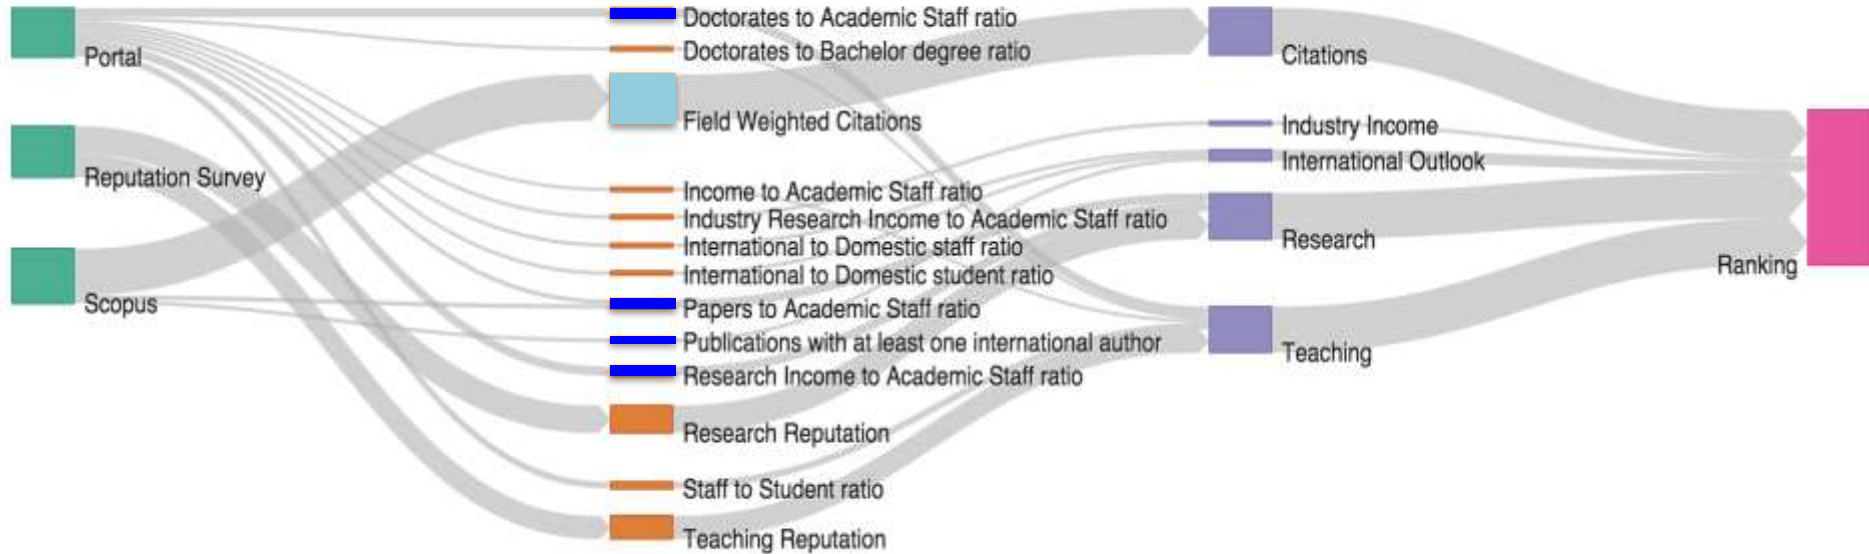 Portal
Reputation Survey
Scopus
Doctorates to Academic Staff ratio
Doctorates to Bachelor degree ratio
Field Weighted Citations
Income to Academic Staff ratio
Industry Research Income to Academic Staff ratio
International to Domestic staff ratio
International to Domestic student ratio
Papers to Academic Staff ratio
Publications with at least one international author
Research Income to Academic Staff ratio
Research Reputation
Staff to Student ratio
Teaching Reputation
Citations
Industry Income
International Outlook
Research
Teaching
Ranking